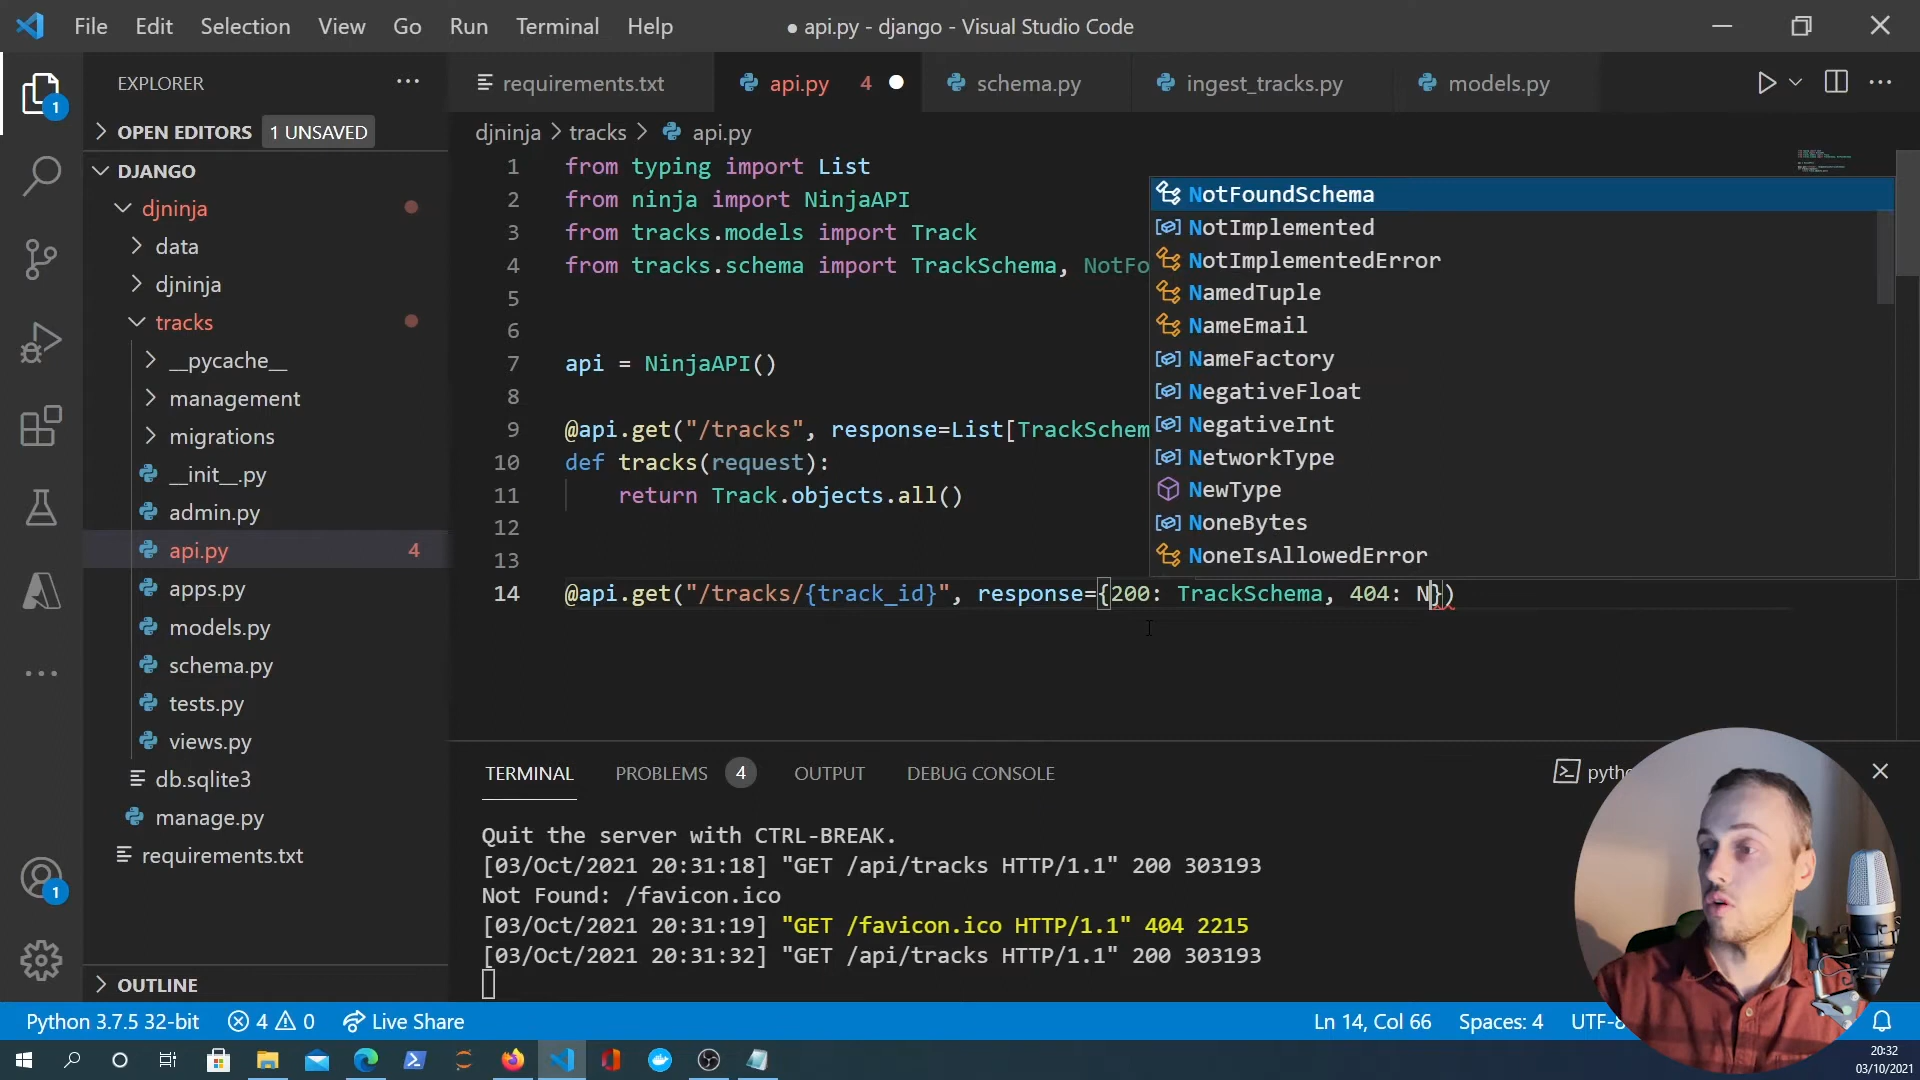 File Edit Selection View Go Run Terminal Help
● api.py - django - Visual Studio Code
EXPLORER
OPEN EDITORS 1 UNSAVED
DJANGO
djninja
data
djninja
tracks
__pycache__
management
migrations
__init__.py
admin.py
api.py 4
apps.py
models.py
schema.py
tests.py
views.py
db.sqlite3
manage.py
requirements.txt
OUTLINE
1
1
requirements.txt api.py 4 schema.py ingest_tracks.py models.py
djninja > tracks > api.py
1 from typing import List
2 from ninja import NinjaAPI
3 from tracks.models import Track
4 from tracks.schema import TrackSchema, NotFo
5
6
7 api = NinjaAPI()
8
9 @api.get("/tracks", response=List[TrackSchem
10 def tracks(request):
11 return Track.objects.all()
12
13
14 @api.get("/tracks/{track_id}", response={200: TrackSchema, 404: N})
NotFoundSchema
NotImplemented
NotImplementedError
NamedTuple
NameEmail
NameFactory
NegativeFloat
NegativeInt
NetworkType
NewType
NoneBytes
NoneIsAllowedError
TERMINAL PROBLEMS 4 OUTPUT DEBUG CONSOLE
Quit the server with CTRL-BREAK.
[03/Oct/2021 20:31:18] "GET /api/tracks HTTP/1.1" 200 303193
Not Found: /favicon.ico
[03/Oct/2021 20:31:19] "GET /favicon.ico HTTP/1.1" 404 2215
[03/Oct/2021 20:31:32] "GET /api/tracks HTTP/1.1" 200 303193
Python 3.7.5 32-bit 4 0 Live Share Ln 14, Col 66 Spaces: 4
20:32
03/10/2021